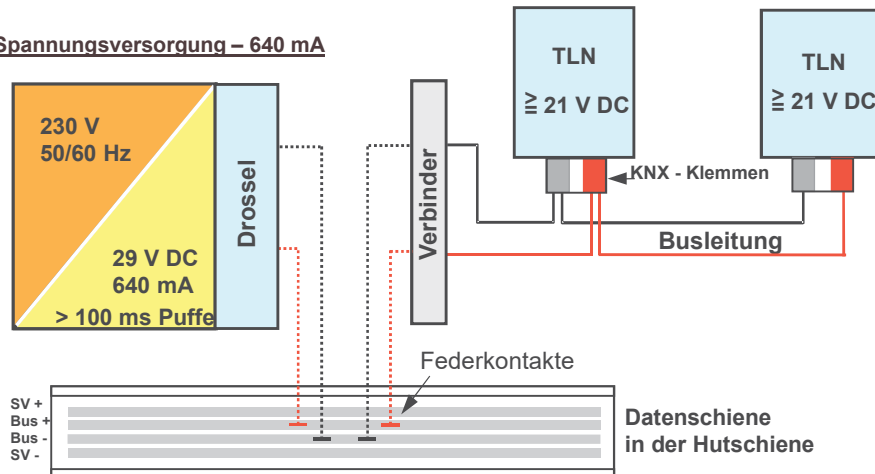 Spannungsversorgung – 640 mA
230 V
50/60 Hz
29 V DC
640 mA
> 100 ms Puffe
Drossel
Verbinder
TLN
≧ 21 V DC
TLN
≧ 21 V DC
KNX - Klemmen
Busleitung
Federkontakte
SV +
Bus +
Bus -
SV -
Datenschiene
in der Hutschiene